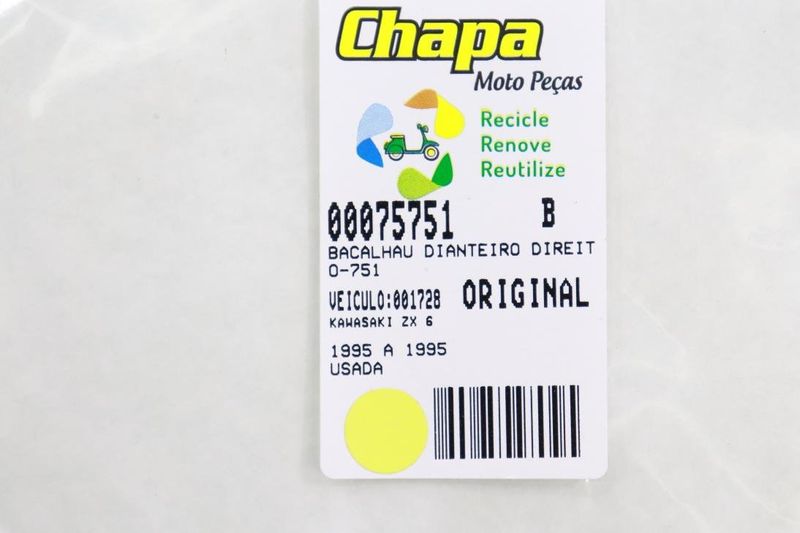 Chapa
Moto Peças
Recicle
Renove
Reutilize
00075751 B
BACALHAU DIANTEIRO DIREIT
O-751
VEICULO:001728 ORIGINAL
KAWASAKI ZX 6
1995 A 1995
USADA